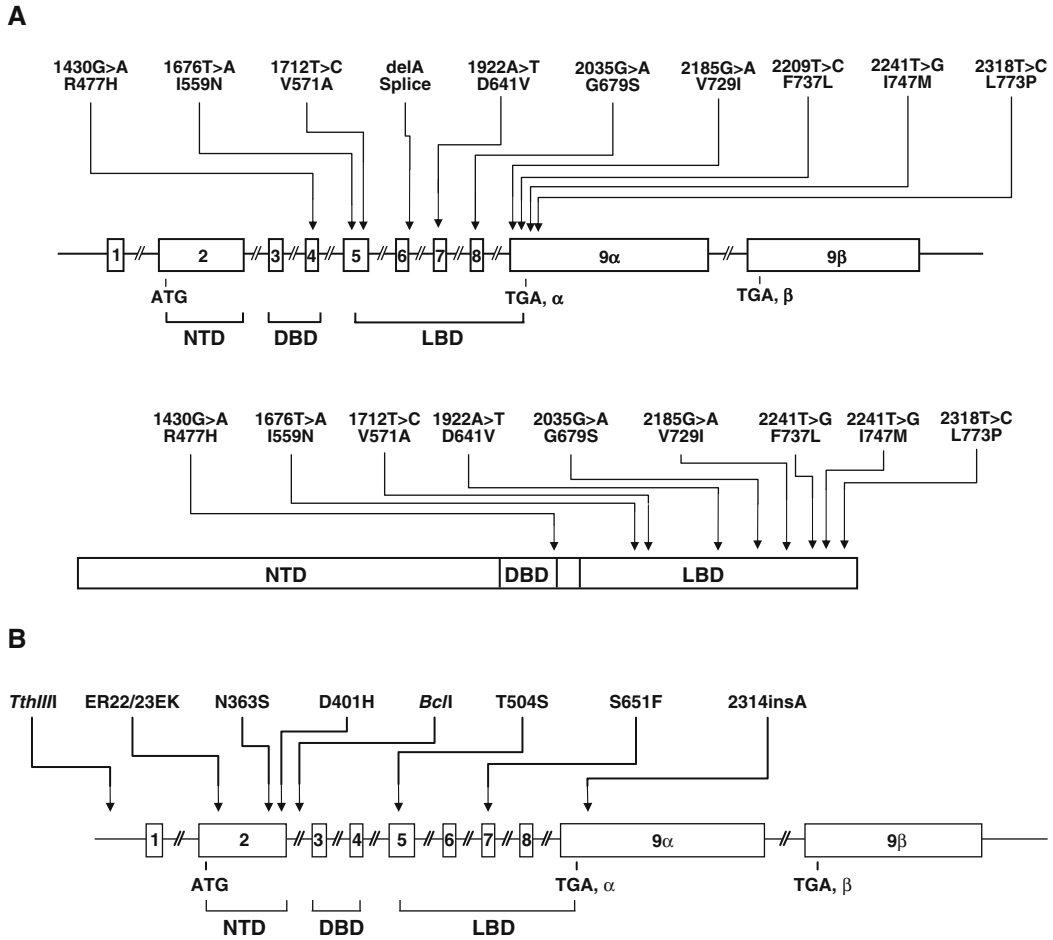 A
1430G>A 1676T>A 1712T>C delA 1922A>T 2035G>A 2185G>A 2209T>C 2241T>G 2318T>C
R477H I559N V571A Splice D641V G679S V729I F737L I747M L773P
1 2 3 4 5 6 7 8 9α 9β
ATG TGA, α TGA, β
NTD DBD LBD
1430G>A 1676T>A 1712T>C 1922A>T 2035G>A 2185G>A 2241T>G 2241T>G 2318T>C
R477H I559N V571A D641V G679S V729I F737L I747M L773P
NTD DBD LBD
B
TthIIII ER22/23EK N363S D401H BclI T504S S651F 2314insA
1 2 3 4 5 6 7 8 9α 9β
ATG TGA, α TGA, β
NTD DBD LBD